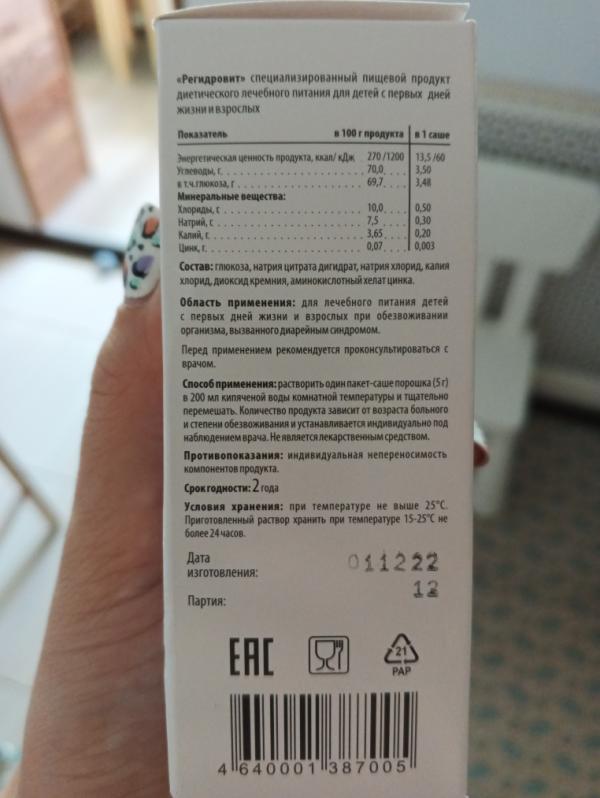 «Регидровит» специализированный пищевой продукт
диетического лечебного питания для детей с первых дней
жизни и взрослых
Показатель в 100 г продукта в 1 саше
Энергетическая ценность продукта, ккал/ кДж 270 /1200 13,5 /60
Углеводы, г. 70,0 3,50
в т.ч.глюкоза, г 69,7 3,48
Минеральные вещества:
Хлориды, г 10,0 0,50
Натрий, г. 7,5 0,30
Калий, г. 3,65 0,20
Цинк, г. 0,07 0,003
Состав: глюкоза, натрия цитрата дигидрат, натрия хлорид, калия
хлорид, диоксид кремния, аминокислотный хелат цинка.
Область применения: для лечебного питания детей
с первых дней жизни и взрослых при обезвоживании
организма, вызванного диарейным синдромом.
Перед применением рекомендуется проконсультироваться с
врачом.
Способ применения: растворить один пакет-саше порошка (5 г)
в 200 мл кипяченой воды комнатной температуры и тщательно
перемешать. Количество продукта зависит от возраста больного
и степени обезвоживания и устанавливается индивидуально под
наблюдением врача. Не является лекарственным средством.
Противопоказания: индивидуальная непереносимость
компонентов продукта.
Срок годности: 2 года
Условия хранения: при температуре не выше 25°С.
Приготовленный раствор хранить при температуре 15-25°С не
более 24 часов.
Дата
изготовления: 011222
12
Партия:
EAC
21
PAP
4 640001 387005